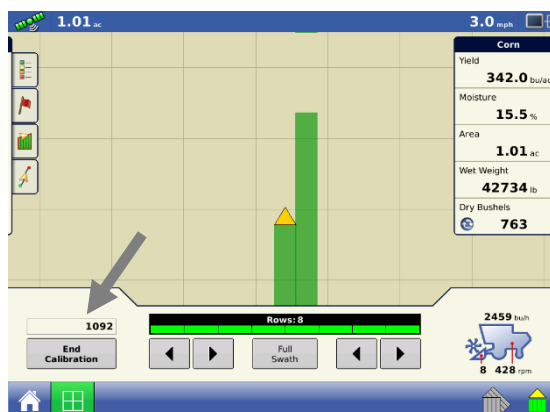 1.01 ac
3.0 mph
Corn
Yield
342.0 bu/ac
Moisture
15.5 %
Area
1.01 ac
Wet Weight
42734 lb
Dry Bushels
763
1092
End
Calibration
Rows: 8
Full
Swath
2459 bu/h
8 428 rpm